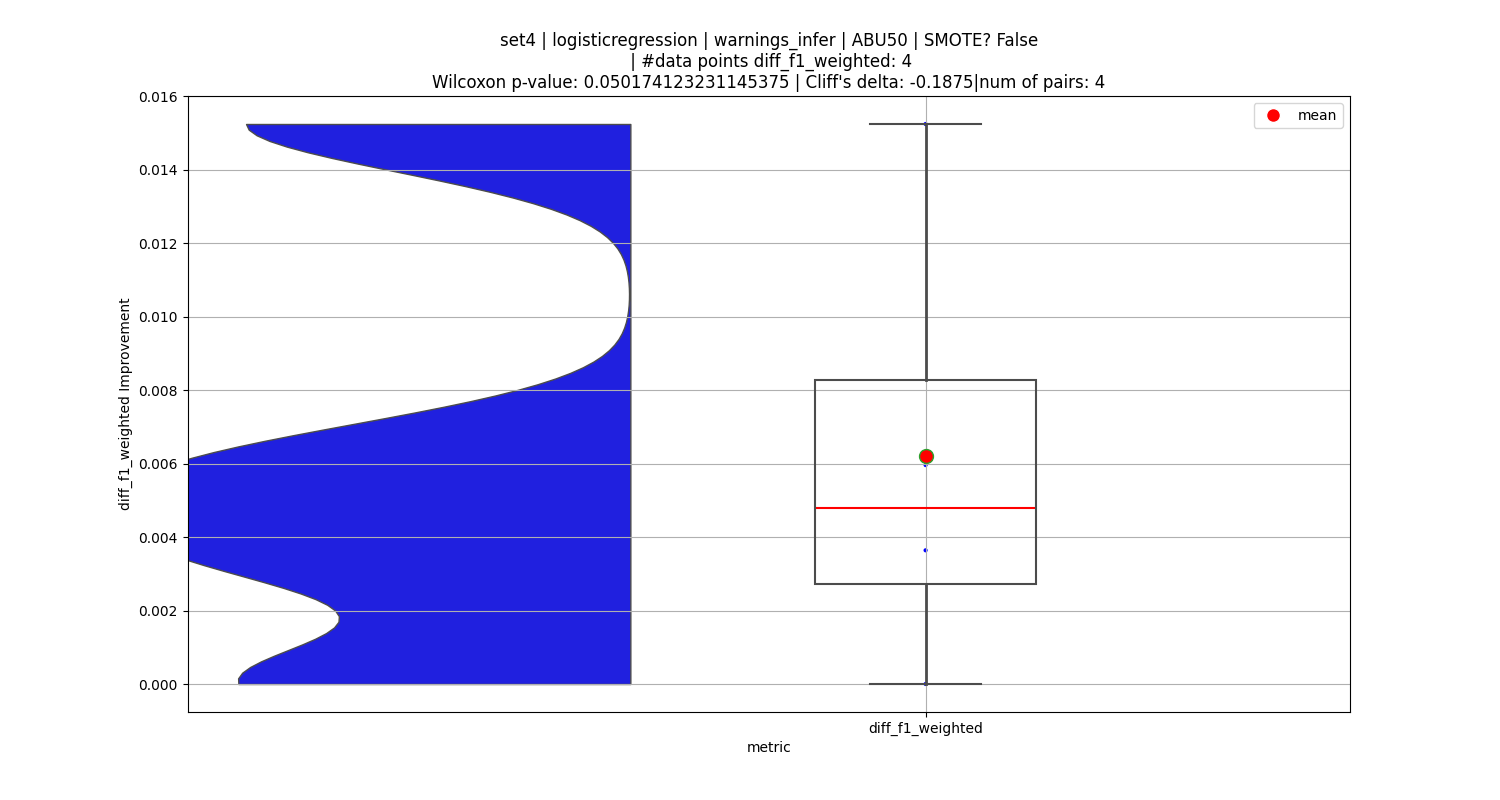 set4 | logisticregression | warnings_infer | ABU50 | SMOTE? False
| #data points diff_f1_weighted: 4
Wilcoxon p-value: 0.050174123231145375 | Cliff's delta: -0.1875|num of pairs: 4
mean
0.016
0.014
0.012
0.010
0.008
0.006
0.004
0.002
0.000
diff_f1_weighted Improvement
diff_f1_weighted
metric